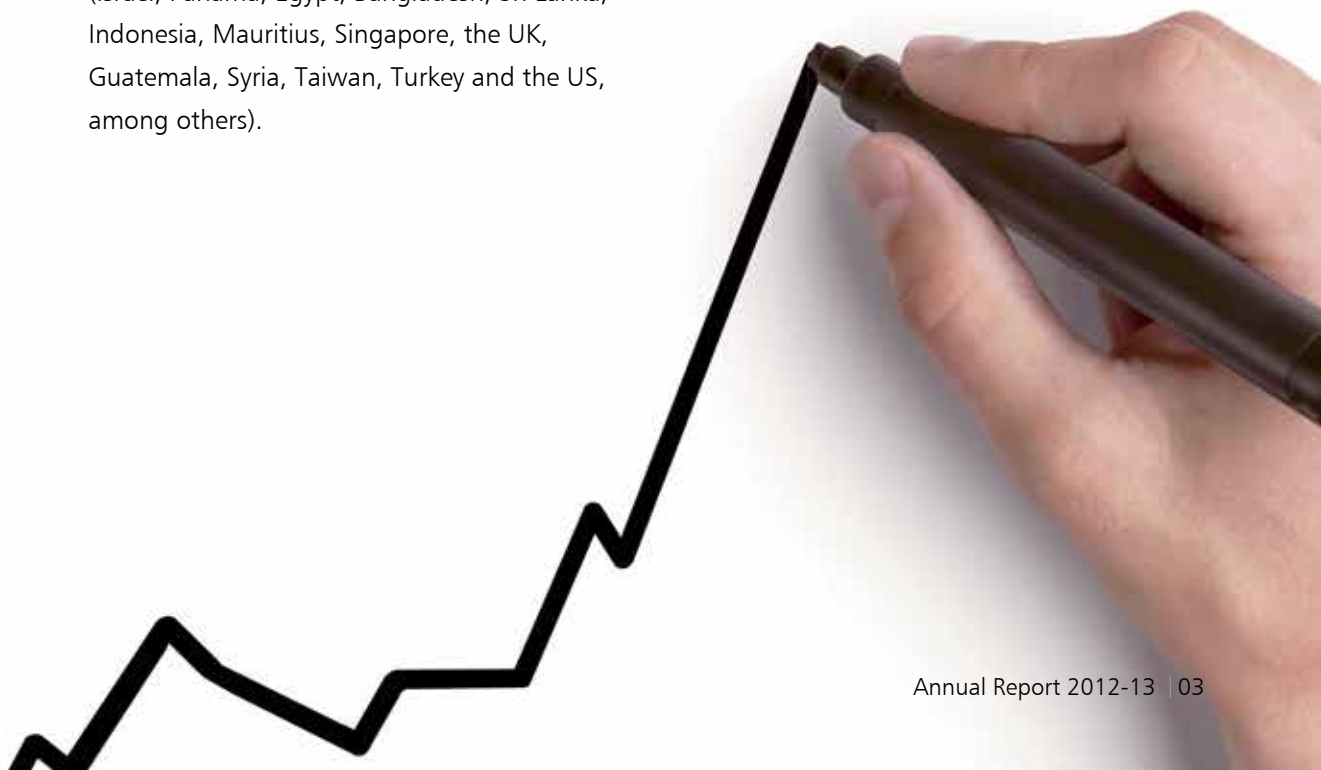 Indonesia, Mauritius, Singapore, the UK,
Guatemala, Syria, Taiwan, Turkey and the US,
among others).
Annual Report 2012-13 | 03